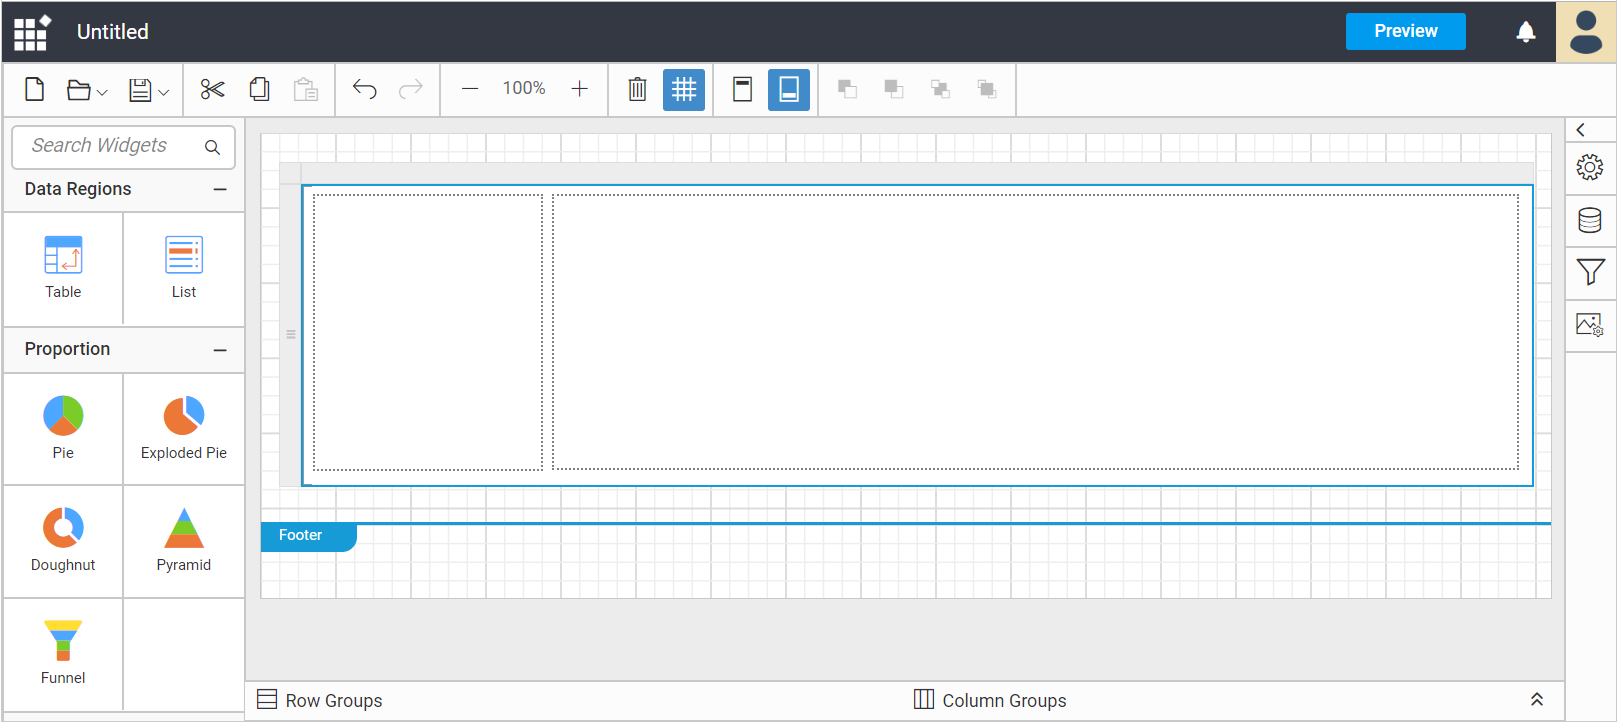 Untitled
Preview
100%
Search Widgets
Data Regions
Table
List
Proportion
Pie
Exploded Pie
Doughnut
Pyramid
Funnel
Footer
Row Groups
Column Groups